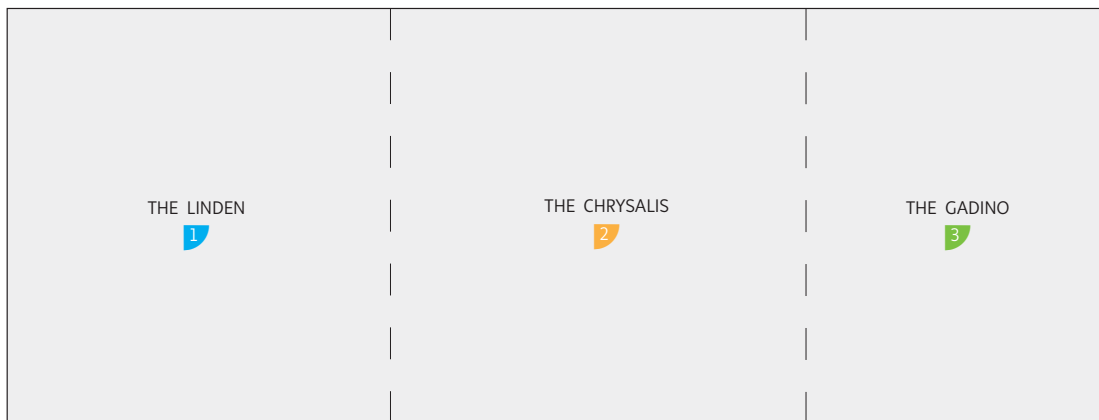 THE LINDEN
1
THE CHRYSALIS
2
THE GADINO
3